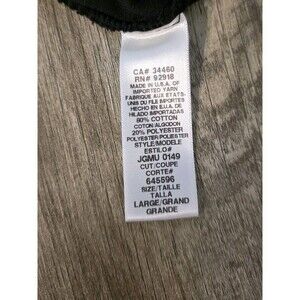 CA# 34460
RN# 92918
MADE IN U.S.A. OF
IMPORTED YARN
FABRIQUE AUX ETATS-
UNIS DU FILE IMPORTES
HECHO EN E.U.A. DE
HILADO IMPORTADAS
80% COTTON
COTON/ALGODON
20% POLYESTER
POLYESTER/POLIESTER
STYLE/MODELE
ESTILO#
JGMU 0149
CUT/COUPE
CORTE#
645596
SIZE/TAILLE
TALLA
LARGE/GRAND
GRANDE